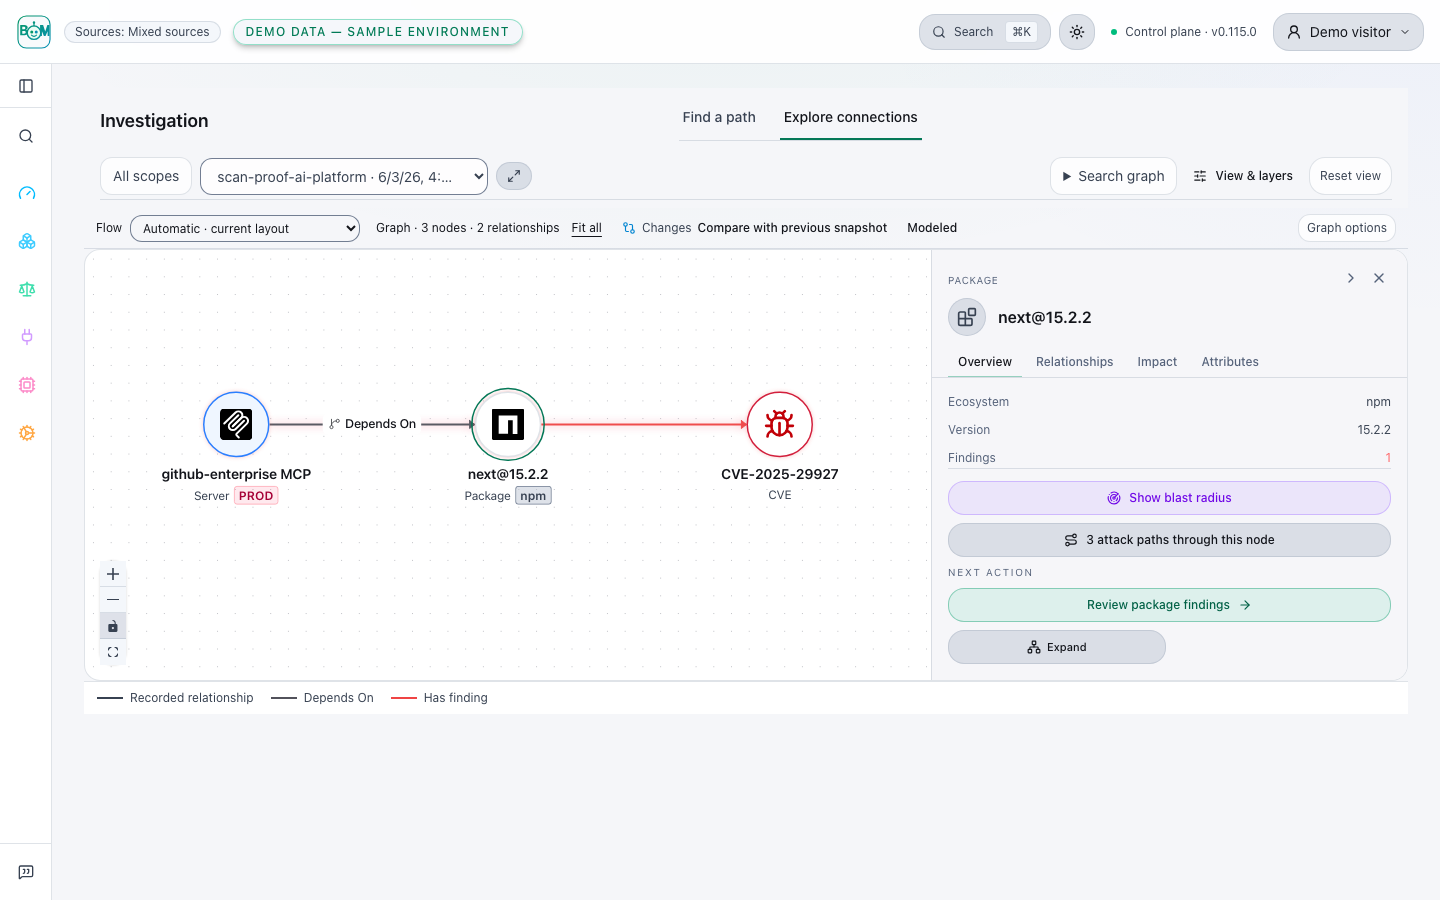 BOM
Sources: Mixed sources
DEMO DATA — SAMPLE ENVIRONMENT
Search
⌘K
Control plane · v0.115.0
Demo visitor
Investigation
Find a path
Explore connections
All scopes
scan-proof-ai-platform · 6/3/26, 4:...
Search graph
View & layers
Reset view
Flow
Automatic · current layout
Graph · 3 nodes · 2 relationships
Fit all
Changes
Compare with previous snapshot
Modeled
Graph options
Depends On
github-enterprise MCP
Server PROD
next@15.2.2
Package npm
CVE-2025-29927
CVE
PACKAGE
next@15.2.2
Overview
Relationships
Impact
Attributes
Ecosystem npm
Version 15.2.2
Findings 1
Show blast radius
3 attack paths through this node
NEXT ACTION
Review package findings
Expand
Recorded relationship
Depends On
Has finding